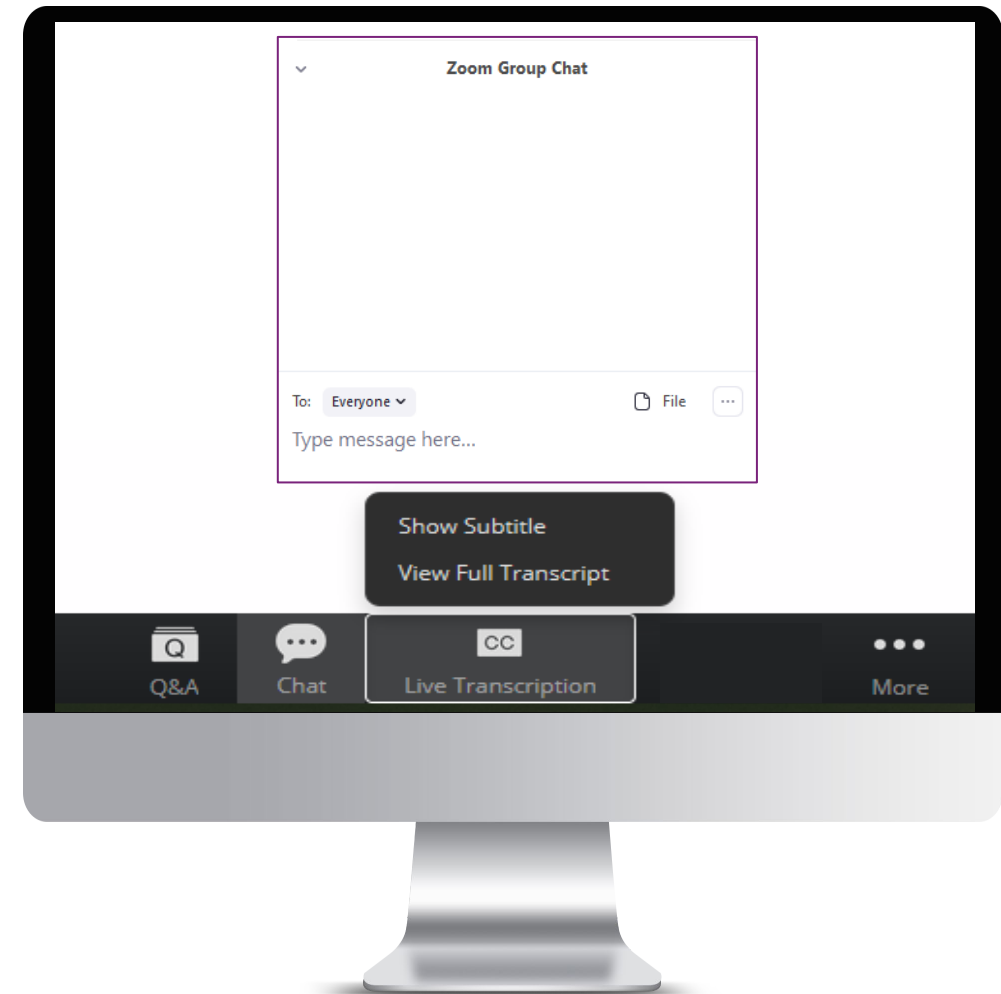 Zoom Group Chat
To: Everyone File
Type message here...
Show Subtitle
View Full Transcript
Q
CC
Q&A Chat Live Transcription More